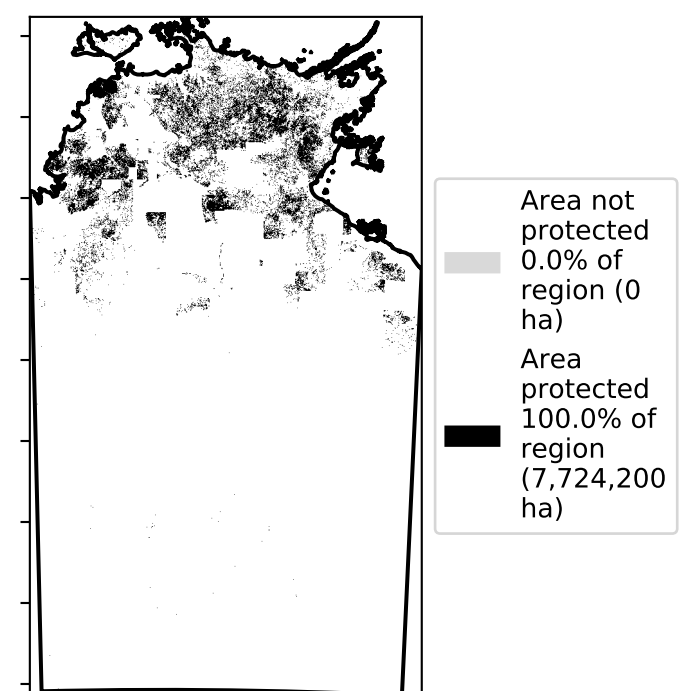 Area not
protected
0.0% of
region (0
ha)
Area
protected
100.0% of
region
(7,724,200
ha)